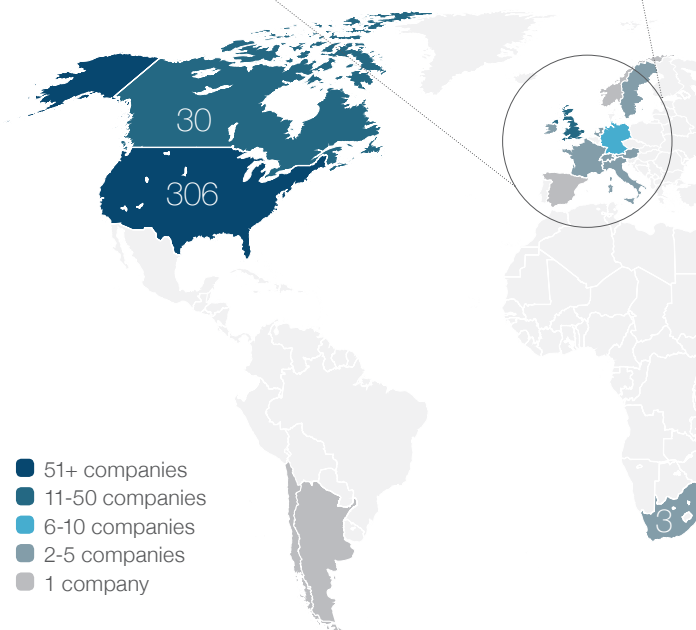 30
306
3
51+ companies
11-50 companies
6-10 companies
2-5 companies
1 company